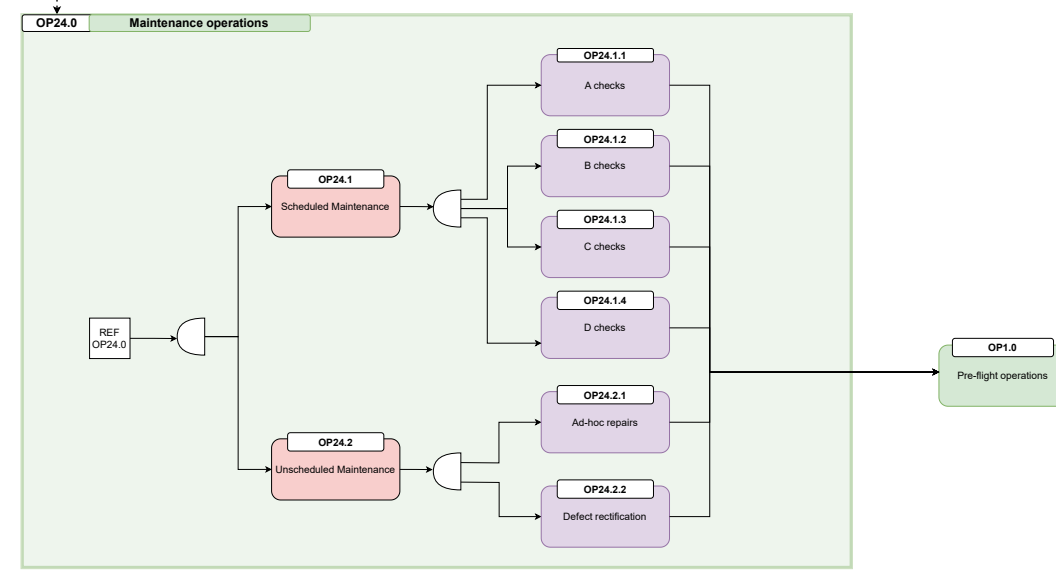 OP24.0 Maintenance operations
OP24.1.1
A checks
OP24.1.2
B checks
OP24.1
Scheduled Maintenance
OP24.1.3
C checks
OP24.1.4
D checks
REF
OP24.0
OP1.0
Pre-flight operations
OP24.2.1
Ad-hoc repairs
OP24.2
Unscheduled Maintenance
OP24.2.2
Defect rectification